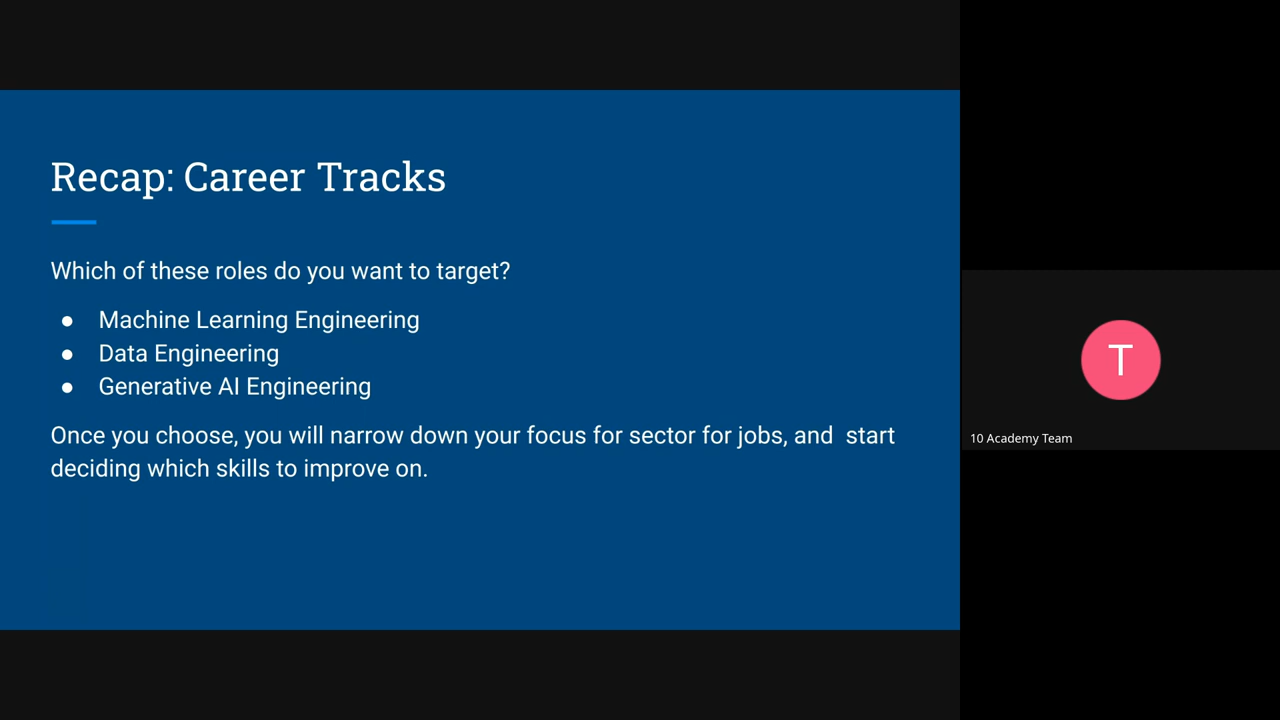 Recap: Career Tracks
Which of these roles do you want to target?
● Machine Learning Engineering
● Data Engineering
● Generative AI Engineering
Once you choose, you will narrow down your focus for sector for jobs, and  start
deciding which skills to improve on.
T
10 Academy Team